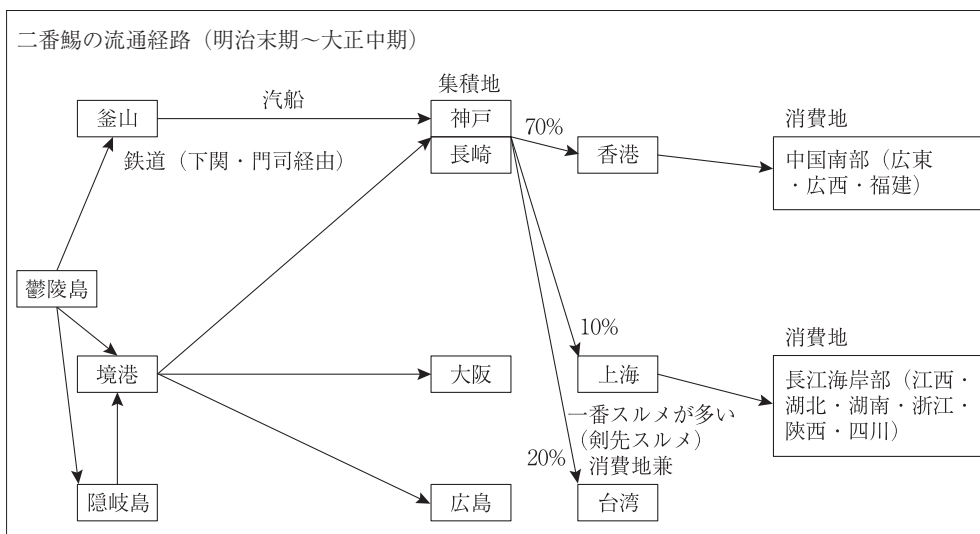 二番鯣の流通経路（明治末期～大正中期）
集積地
汽船
釜山
神戸
消費地
70%
鉄道（下関・門司経由）
長崎
香港
中国南部（広東
・広西・福建）
鬱陵島
10%
消費地
境港
大阪
上海
長江海岸部（江西・
湖北・湖南・浙江・
陝西・四川）
一番スルメが多い
（剣先スルメ）
20%
消費地兼
隠岐島
広島
台湾